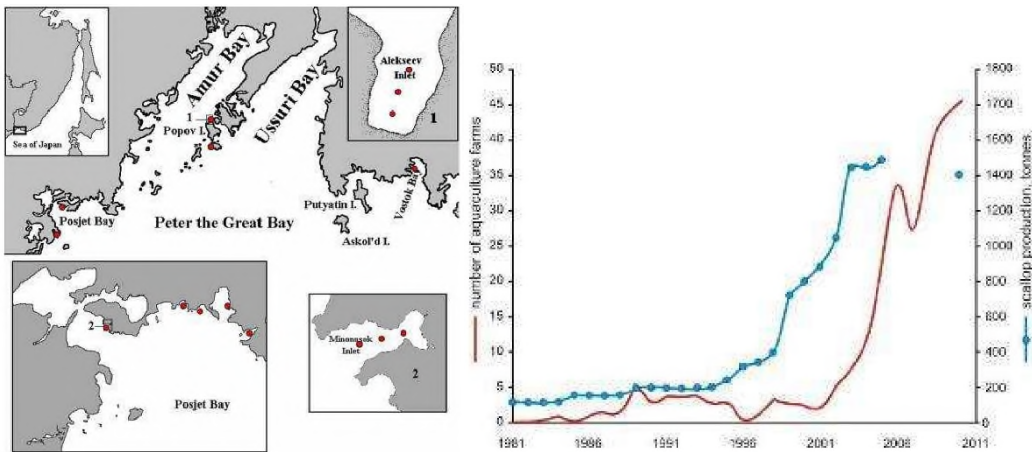 Sea of Japan
Amur Bay
Ussuri Bay
1
Popov I.
Alekseev
Inlet
1
Posjet Bay
Peter the Great Bay
Putyatin I.
Askol'd I.
Vostok Bay
2
Posjet Bay
Minonosok
Inlet
2
number of aquaculture farms
50
45
40
35
30
25
20
15
10
5
0
1981
1986
1991
1996
2001
2006
2011
1800
1600
1400
1200
1000
800
600
400
200
0
scallop production, tonnes